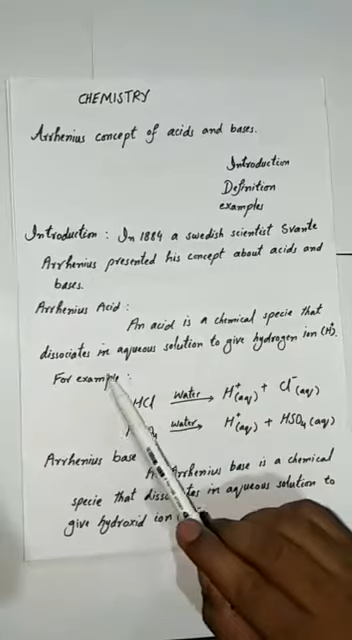 CHEMISTRY
Arrhenius concept of acids and bases.
Introduction
Definition
examples
Introduction : In 1884 a swedish scientist Svante
Arrhenius presented his concept about acids and
bases.
Arrhenius Acid :
An acid is a chemical specie that
dissociates in aqueous solution to give hydrogen ion (H⁺).
For example :
HCl water → H⁺(aq) + Cl⁻(aq)
water → H⁺(aq) + HSO₄(aq)
Arrhenius base
Arrhenius base is a chemical
specie that in aqueous solution to
give hydroxid ion